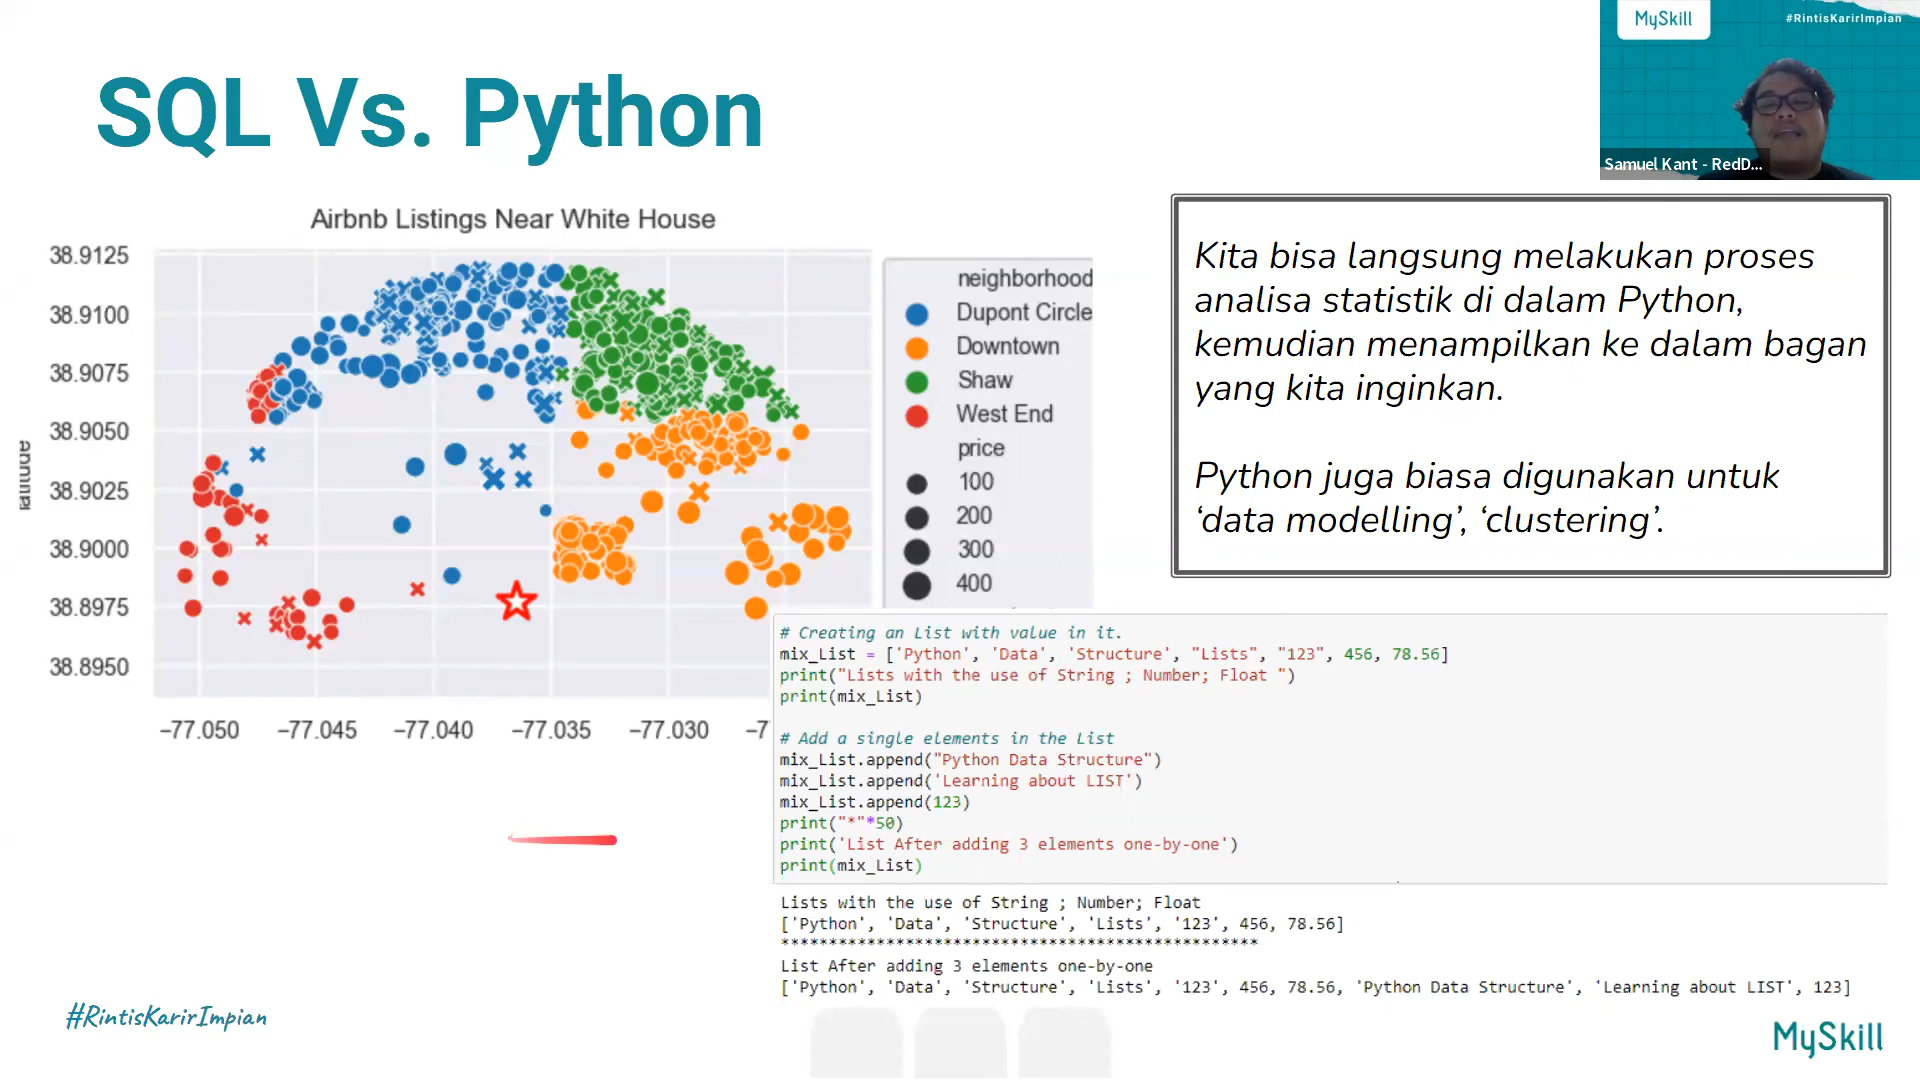 MySkill
#RintisKarirImpian
SQL Vs. Python
Samuel Kant - RedD...
Airbnb Listings Near White House
38.9125
38.9100
38.9075
38.9050
38.9025
38.9000
38.8975
38.8950
latitude
-77.050
-77.045
-77.040
-77.035
-77.030
-7
neighborhood
Dupont Circle
Downtown
Shaw
West End
price
100
200
300
400
Kita bisa langsung melakukan proses
analisa statistik di dalam Python,
kemudian menampilkan ke dalam bagan
yang kita inginkan.
Python juga biasa digunakan untuk
‘data modelling’, ‘clustering’.
# Creating an List with value in it.
mix_List = ['Python', 'Data', 'Structure', "Lists", "123", 456, 78.56]
print("Lists with the use of String ; Number; Float ")
print(mix_List)
# Add a single elements in the List
mix_List.append("Python Data Structure")
mix_List.append('Learning about LIST')
mix_List.append(123)
print("*"*50)
print('List After adding 3 elements one-by-one')
print(mix_List)
Lists with the use of String ; Number; Float
['Python', 'Data', 'Structure', 'Lists', '123', 456, 78.56]
**************************************************
List After adding 3 elements one-by-one
['Python', 'Data', 'Structure', 'Lists', '123', 456, 78.56, 'Python Data Structure', 'Learning about LIST', 123]
#RintisKarirImpian
MySkill